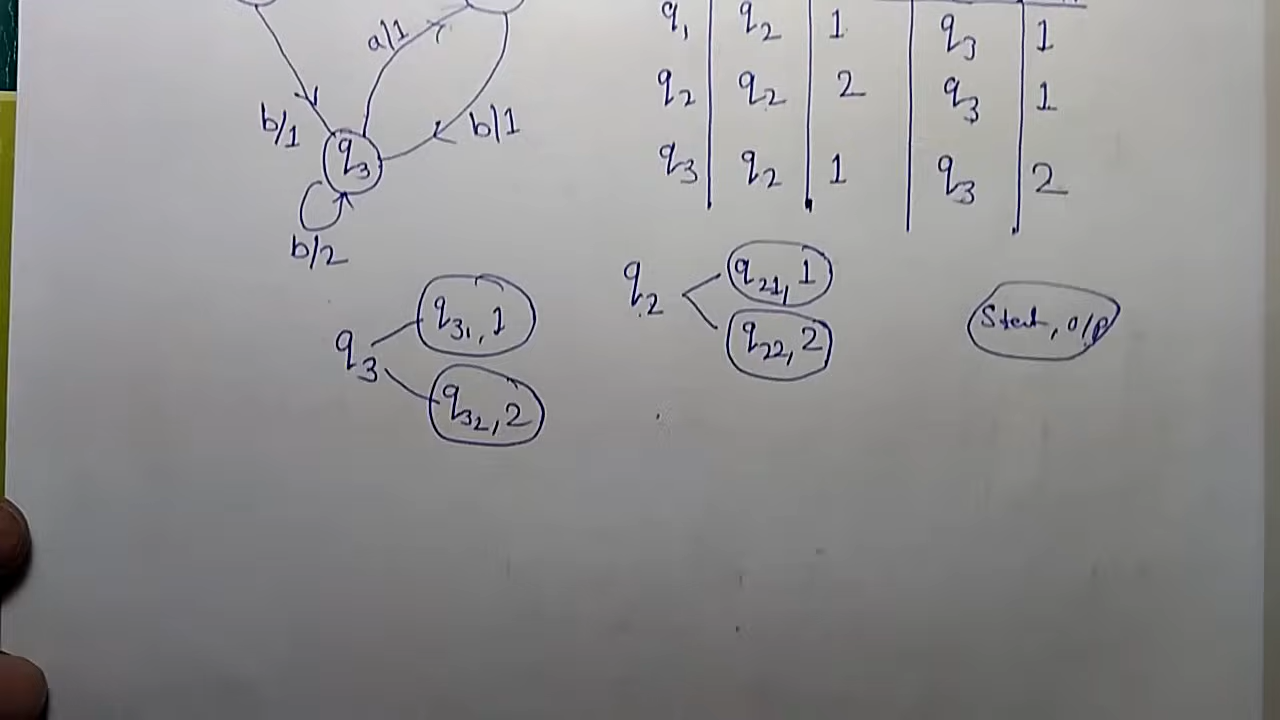 a/1
b/1
b/1
q3
b/2
q1 q2 1 q3 1
q2 q2 2 q3 1
q3 q2 1 q3 2
q2
q21, 1
q22, 2
q3
q31, 1
q32, 2
State, o/p